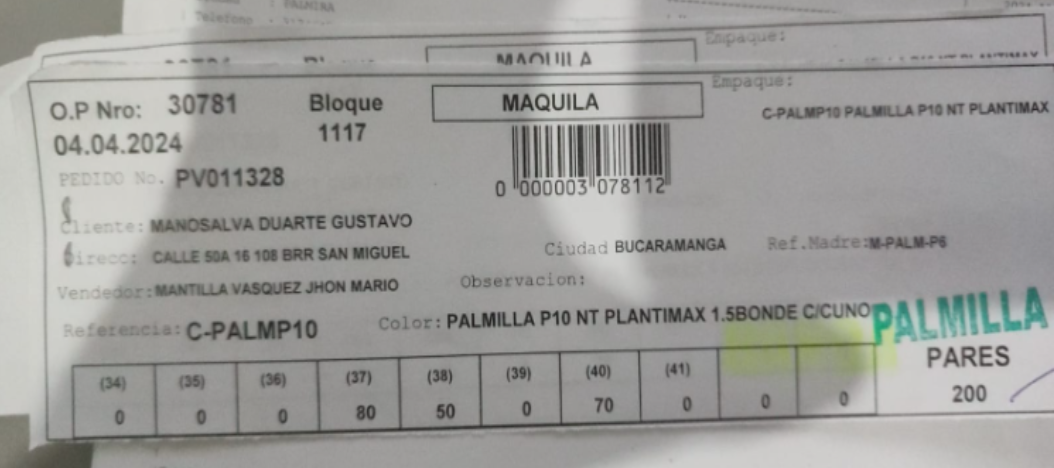 PALMIRA
Telefono :
Empaque:
MAQUILA
O.P Nro: 30781 Bloque MAQUILA Empaque:
04.04.2024 1117 C-PALMP10 PALMILLA P10 NT PLANTIMAX
PEDIDO No. PV011328 0 000003 078112
Cliente: MANOSALVA DUARTE GUSTAVO
Direcc: CALLE 50A 16 108 BRR SAN MIGUEL Ciudad BUCARAMANGA Ref.Madre: M-PALM-P6
Vendedor: MANTILLA VASQUEZ JHON MARIO Observacion:
Referencia: C-PALMP10 Color: PALMILLA P10 NT PLANTIMAX 1.5BONDE C/CUNO PALMILLA
(34) (35) (36) (37) (38) (39) (40) (41) PARES
0 0 0 80 50 0 70 0 0 0 200